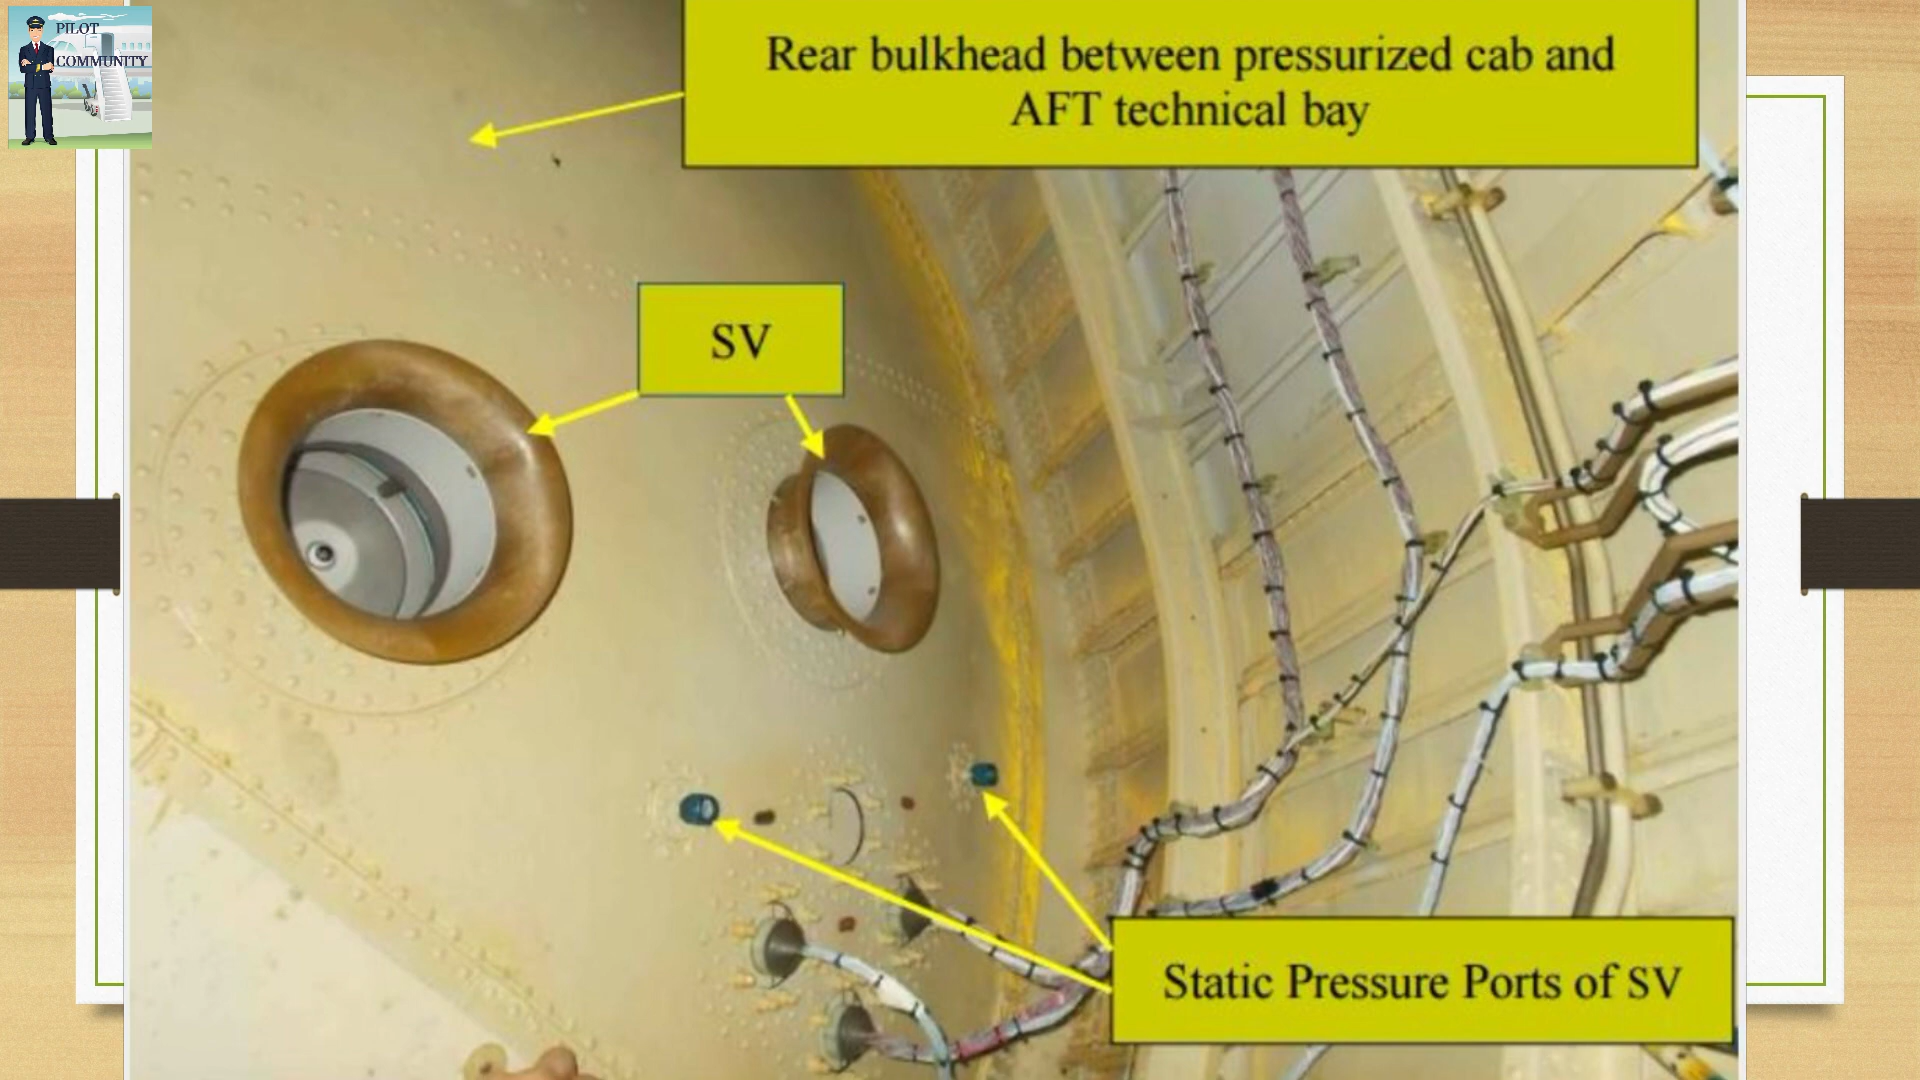 PILOT
COMMUNITY
Rear bulkhead between pressurized cab and
AFT technical bay
SV
Static Pressure Ports of SV